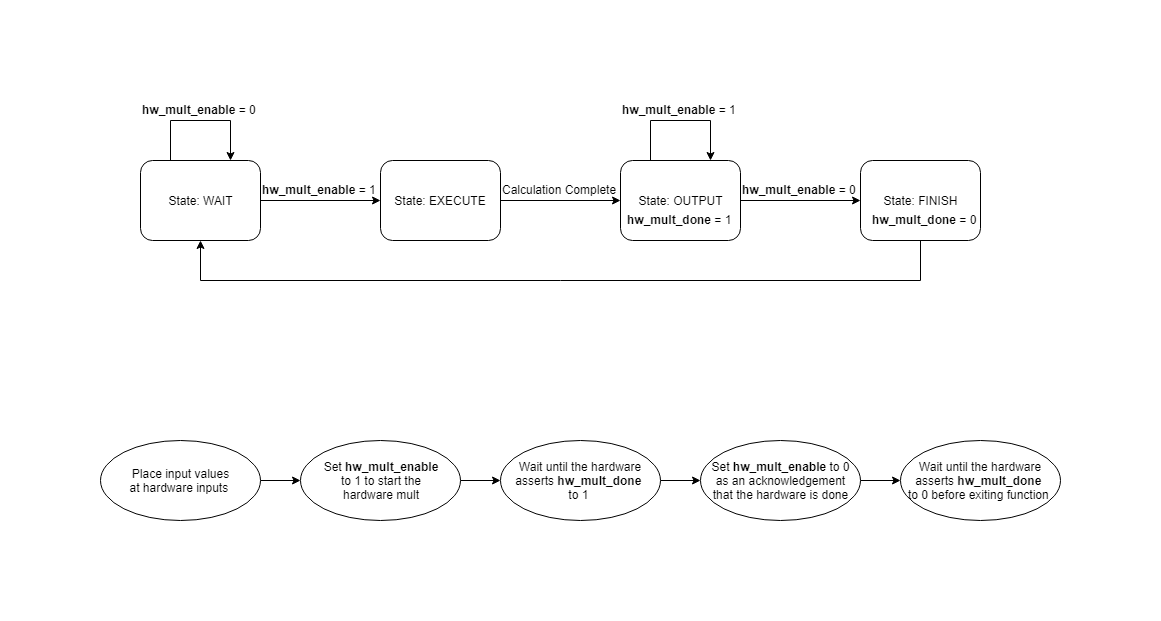 hw_mult_enable = 0
hw_mult_enable = 1
State: WAIT
hw_mult_enable = 1
State: EXECUTE
Calculation Complete
State: OUTPUT
hw_mult_done = 1
hw_mult_enable = 0
State: FINISH
hw_mult_done = 0
Place input values
at hardware inputs
Set hw_mult_enable
to 1 to start the
hardware mult
Wait until the hardware
asserts hw_mult_done
to 1
Set hw_mult_enable to 0
as an acknowledgement
that the hardware is done
Wait until the hardware
asserts hw_mult_done
to 0 before exiting function